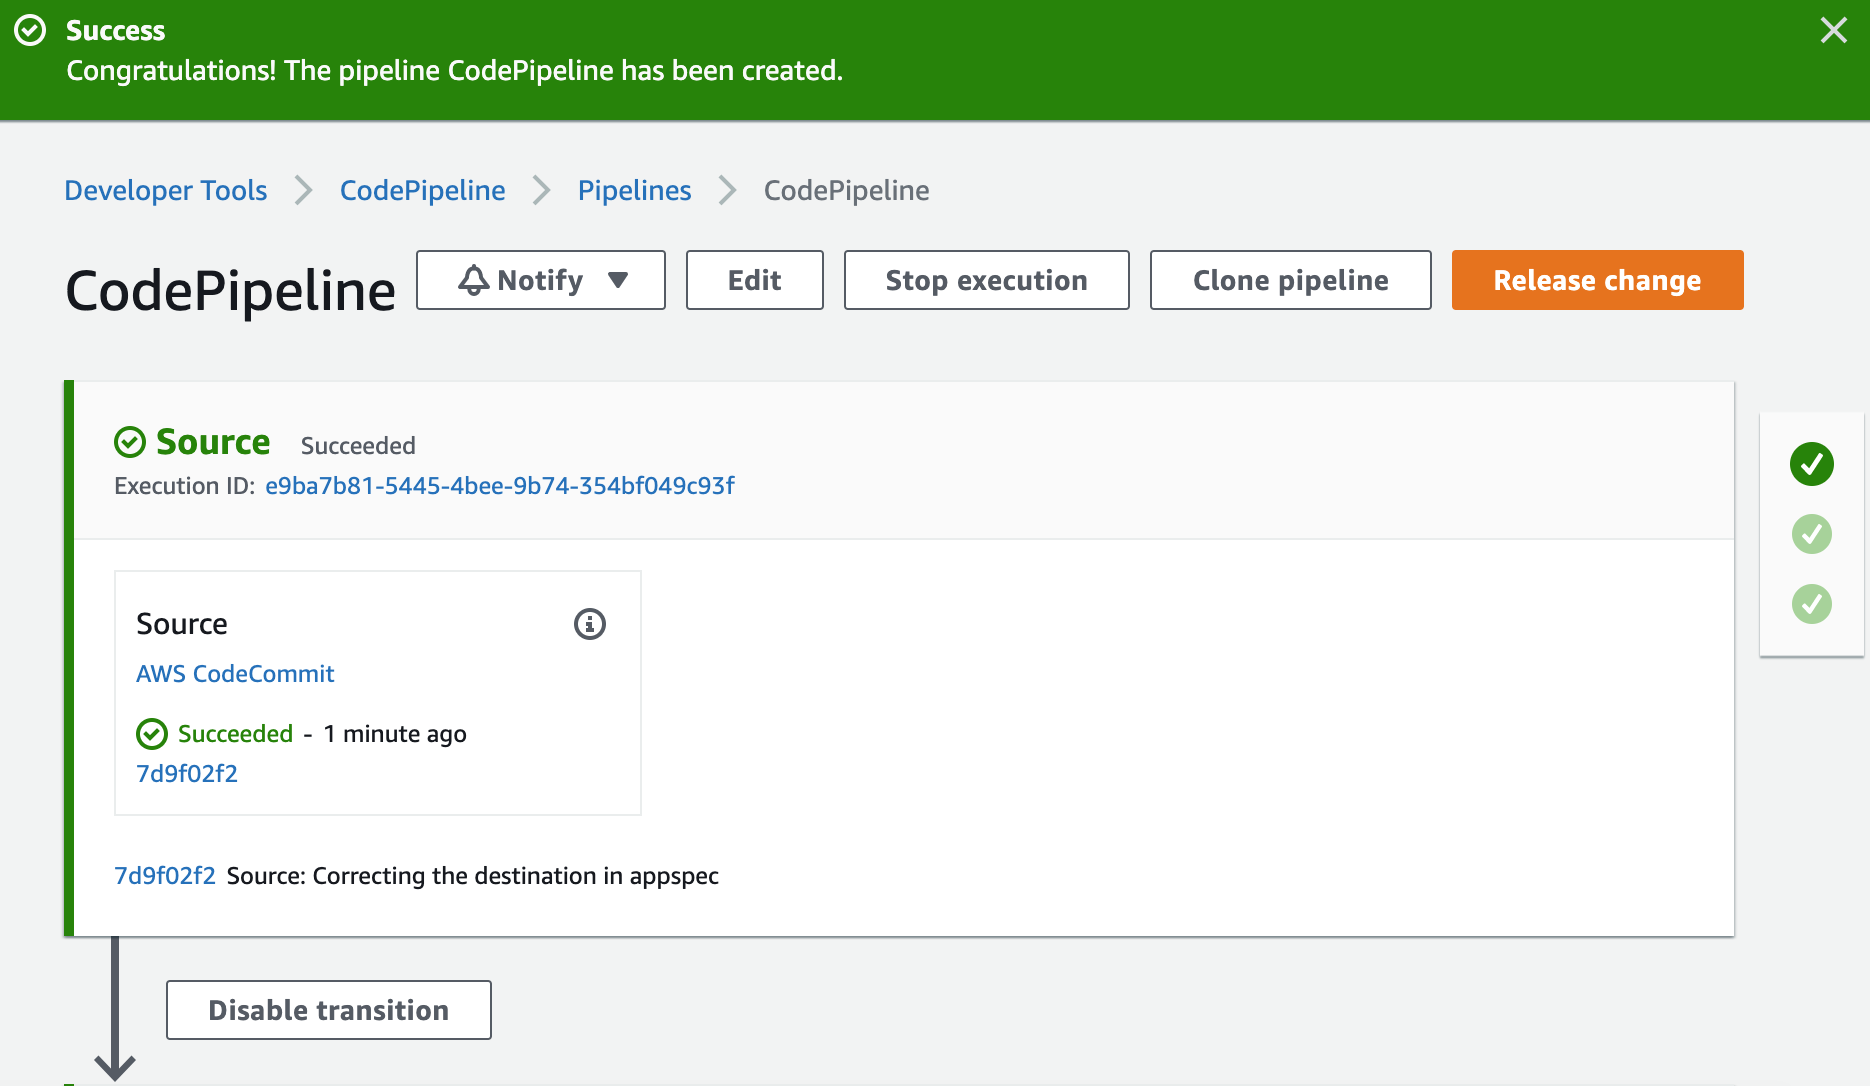 Success
Congratulations! The pipeline CodePipeline has been created.
Developer Tools CodePipeline Pipelines CodePipeline
CodePipeline Notify Edit Stop execution Clone pipeline Release change
Source Succeeded
Execution ID: e9ba7b81-5445-4bee-9b74-354bf049c93f
Source
AWS CodeCommit
Succeeded - 1 minute ago
7d9f02f2
7d9f02f2 Source: Correcting the destination in appspec
Disable transition